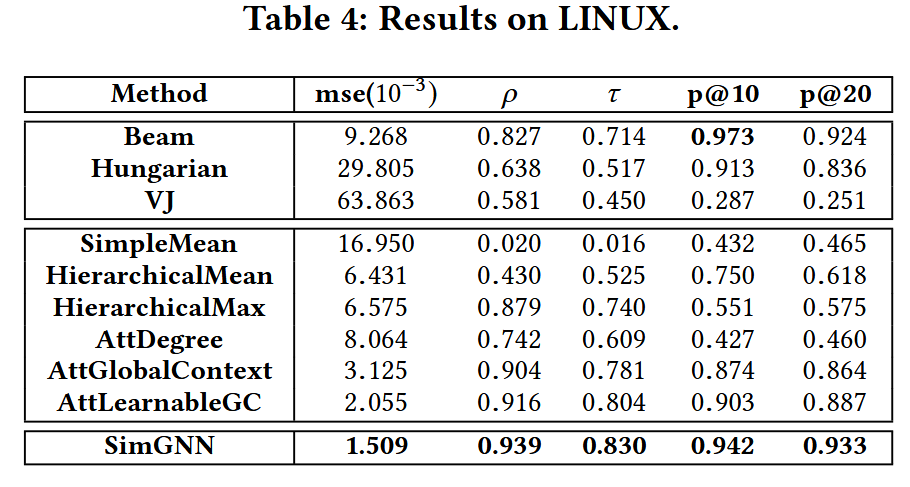 Table 4: Results on LINUX.
Method mse(10⁻³) ρ τ p@10 p@20
Beam 9.268 0.827 0.714 0.973 0.924
Hungarian 29.805 0.638 0.517 0.913 0.836
VJ 63.863 0.581 0.450 0.287 0.251
SimpleMean 16.950 0.020 0.016 0.432 0.465
HierarchicalMean 6.431 0.430 0.525 0.750 0.618
HierarchicalMax 6.575 0.879 0.740 0.551 0.575
AttDegree 8.064 0.742 0.609 0.427 0.460
AttGlobalContext 3.125 0.904 0.781 0.874 0.864
AttLearnableGC 2.055 0.916 0.804 0.903 0.887
SimGNN 1.509 0.939 0.830 0.942 0.933